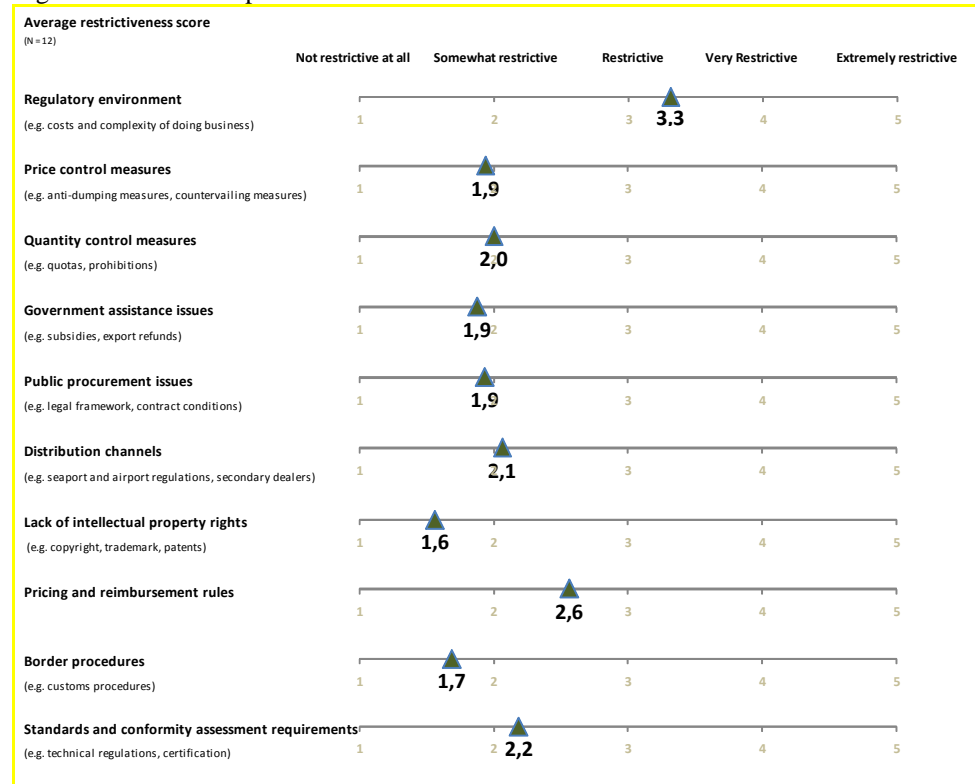 Average restrictiveness score
(N = 12)
Not restrictive at all Somewhat restrictive Restrictive Very Restrictive Extremely restrictive
Regulatory environment
(e.g. costs and complexity of doing business) 1 2 3 3,3 4 5
Price control measures
(e.g. anti-dumping measures, countervailing measures) 1 1,9 3 4 5
Quantity control measures
(e.g. quotas, prohibitions) 1 2,0 3 4 5
Government assistance issues
(e.g. subsidies, export refunds) 1 1,9 2 3 4 5
Public procurement issues
(e.g. legal framework, contract conditions) 1 1,9 3 4 5
Distribution channels
(e.g. seaport and airport regulations, secondary dealers) 1 2,1 3 4 5
Lack of intellectual property rights
(e.g. copyright, trademark, patents) 1 1,6 2 3 4 5
Pricing and reimbursement rules
1 2 2,6 3 4 5
Border procedures
(e.g. customs procedures) 1 1,7 2 3 4 5
Standards and conformity assessment requirements
(e.g. technical regulations, certification) 1 2 2,2 3 4 5